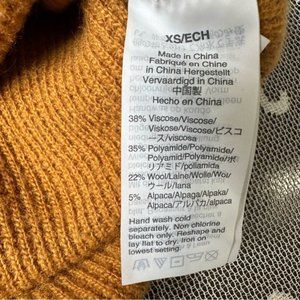 XS/ECH
Made in China
Fabriqué en Chine
in China Hergestellt
Vervaardigd in China
中国製
Hecho en China
38% Viscose/Viscose/
Viskose/Viscose/ビスコ
ース/viscosa
35% Polyamide/Polyamide/
Polyamid/Polyamide/ポ
リアミド/poliamida
22% Wool/Laine/Wolle/Wol/
ウール/lana
5% Alpaca/Alpaga/Alpaka/
Alpaca/アルパカ/alpaca
Hand wash cold
separately. Non chlorine
bleach only. Reshape and
lay flat to dry. Iron if
needed.